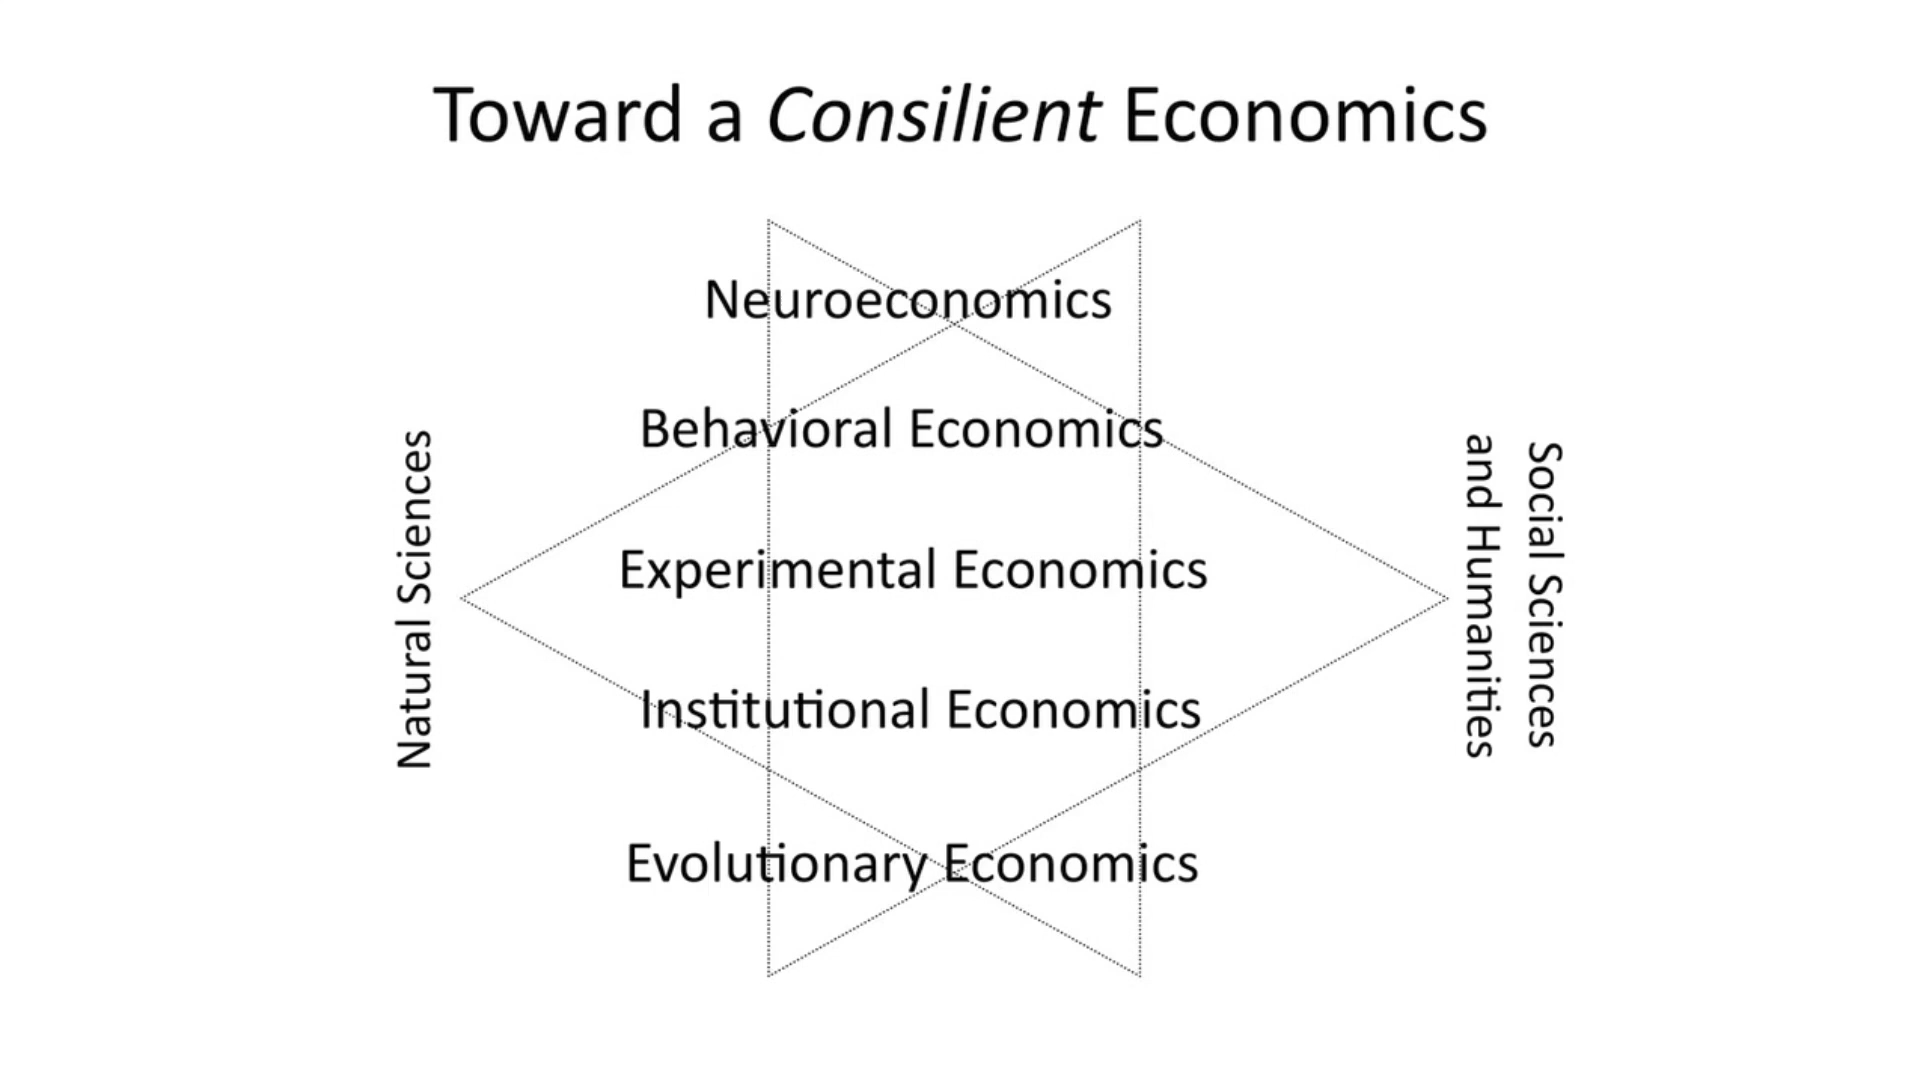 Toward a Consilient Economics
Neuroeconomics
Behavioral Economics
Experimental Economics
Institutional Economics
Evolutionary Economics
Natural Sciences
Social Sciences
and Humanities